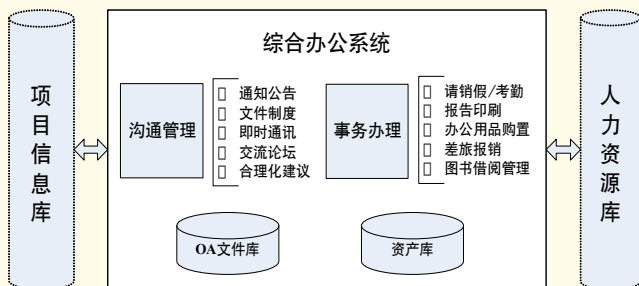 综合办公系统
项目信息库
沟通管理
通知公告
文件制度
即时通讯
交流论坛
合理化建议
事务办理
请销假/考勤
报告印刷
办公用品购置
差旅报销
图书借阅管理
人力资源库
OA文件库
资产库